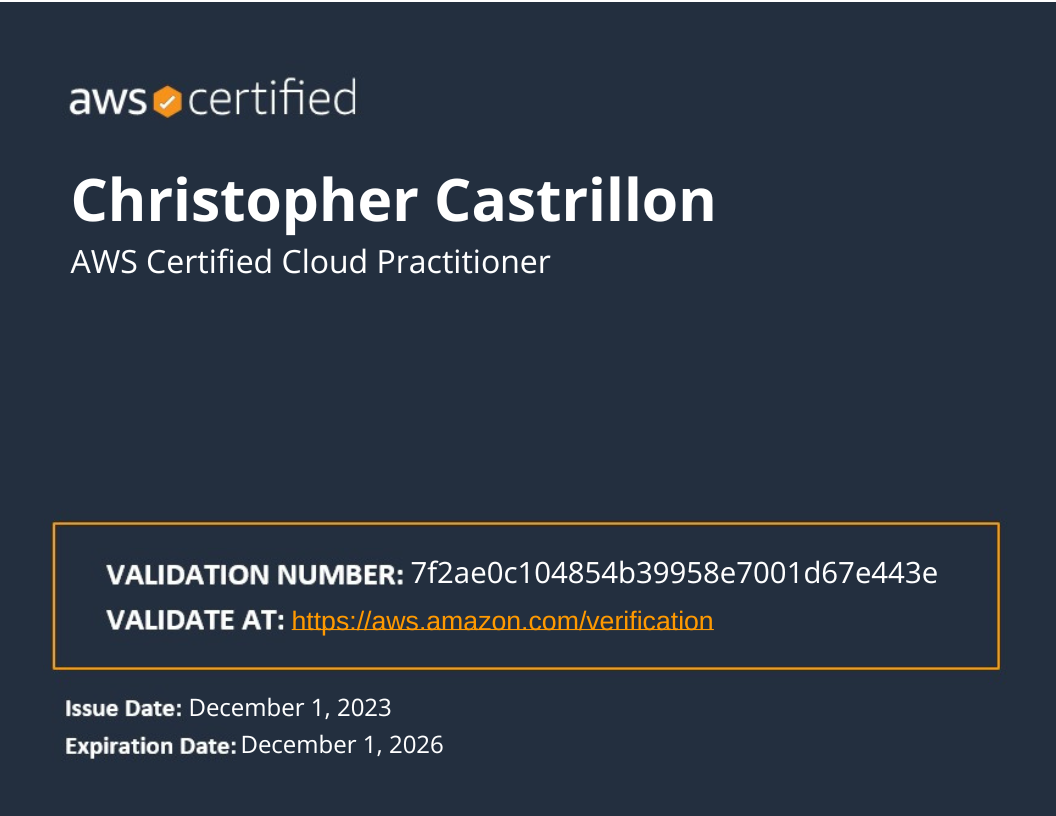 aws certified
Christopher Castrillon
AWS Certified Cloud Practitioner
VALIDATION NUMBER: 7f2ae0c104854b39958e7001d67e443e
VALIDATE AT: https://aws.amazon.com/verification
Issue Date: December 1, 2023
Expiration Date: December 1, 2026